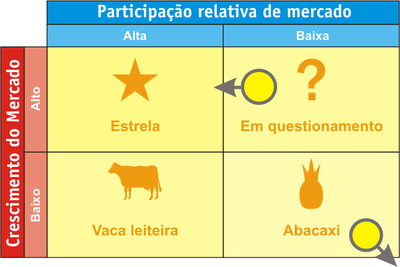 Participação relativa de mercado
Alta
Baixa
Crescimento do Mercado
Alto
Estrela
?
Em questionamento
Baixo
Vaca leiteira
Abacaxi